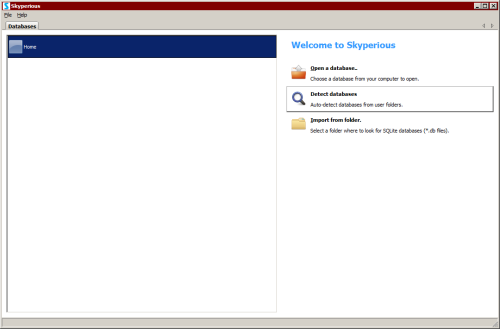 Skyperious
File Help
Databases
Home
Welcome to Skyperious
Open a database..
Choose a database from your computer to open.
Detect databases
Auto-detect databases from user folders.
Import from folder.
Select a folder where to look for SQLite databases (*.db files).